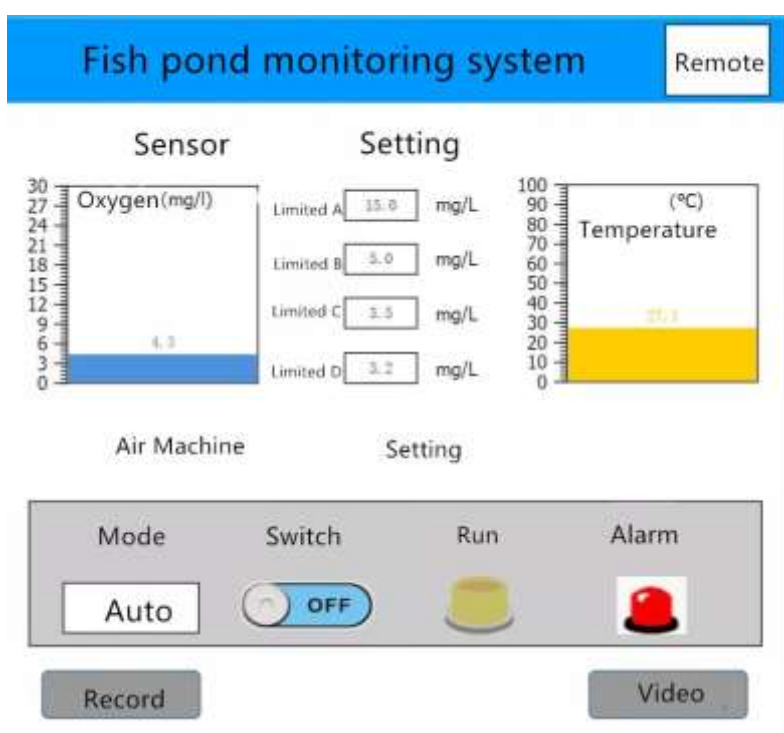 Fish pond monitoring system
Remote
Sensor
Setting
Oxygen(mg/l)
30
27
24
21
18
15
12
9
6
3
0
4.3
Limited A 15.0 mg/L
Limited B 5.0 mg/L
Limited C 3.5 mg/L
Limited D 3.2 mg/L
100
90
80
70
60
50
40
30
20
10
0
(℃)
Temperature
Air Machine
Setting
Mode
Switch
Run
Alarm
Auto
OFF
Record
Video